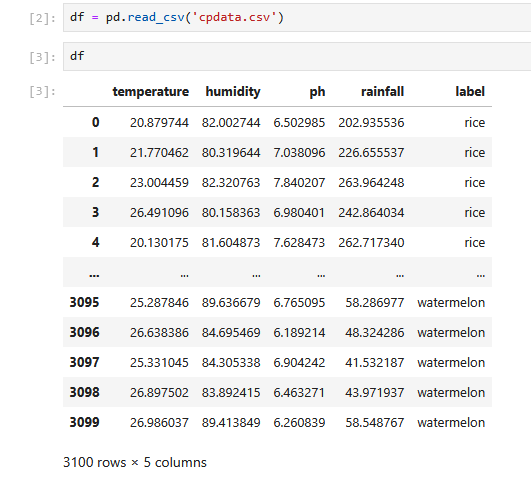 [2]: df = pd.read_csv('cpdata.csv')
[3]: df
[3]: temperature humidity ph rainfall label
0 20.879744 82.002744 6.502985 202.935536 rice
1 21.770462 80.319644 7.038096 226.655537 rice
2 23.004459 82.320763 7.840207 263.964248 rice
3 26.491096 80.158363 6.980401 242.864034 rice
4 20.130175 81.604873 7.628473 262.717340 rice
... ... ... ... ... ...
3095 25.287846 89.636679 6.765095 58.286977 watermelon
3096 26.638386 84.695469 6.189214 48.324286 watermelon
3097 25.331045 84.305338 6.904242 41.532187 watermelon
3098 26.897502 83.892415 6.463271 43.971937 watermelon
3099 26.986037 89.413849 6.260839 58.548767 watermelon
3100 rows × 5 columns